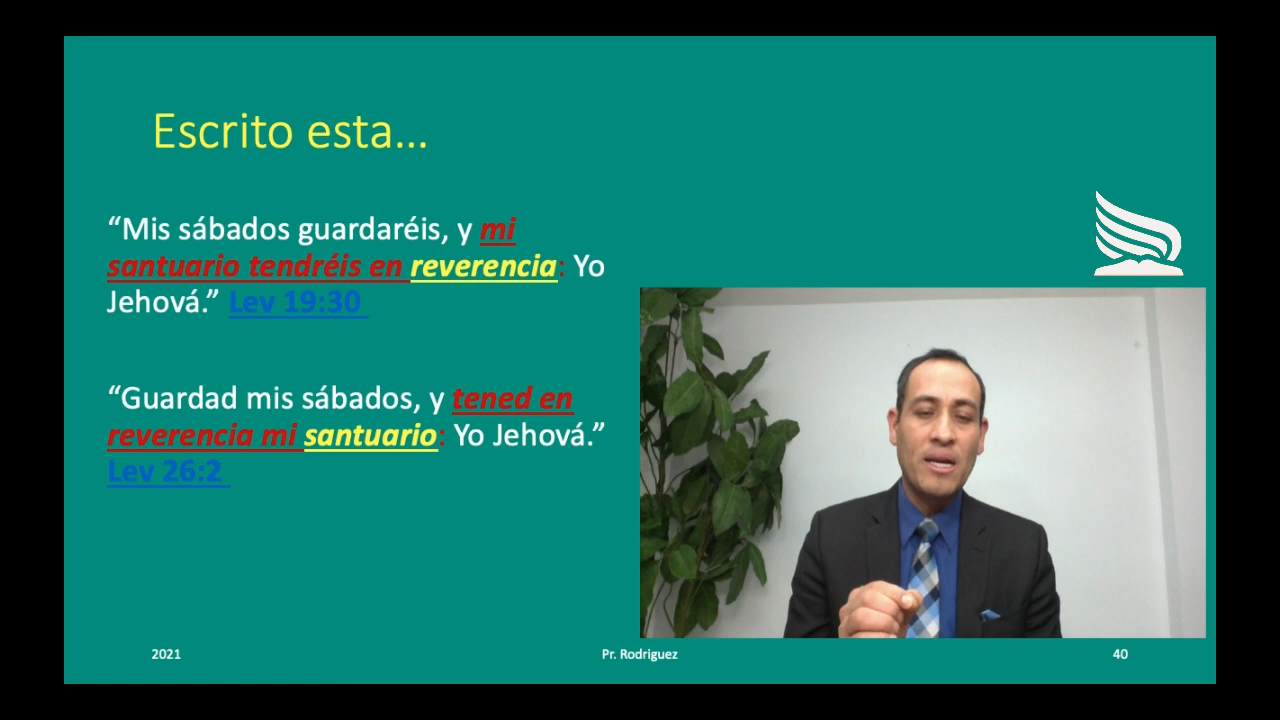 Escrito esta...
“Mis sábados guardaréis, y mi
santuario tendréis en reverencia: Yo
Jehová.” Lev 19:30
“Guardad mis sábados, y tened en
reverencia mi santuario: Yo Jehová.”
Lev 26:2
2021
Pr. Rodriguez
40